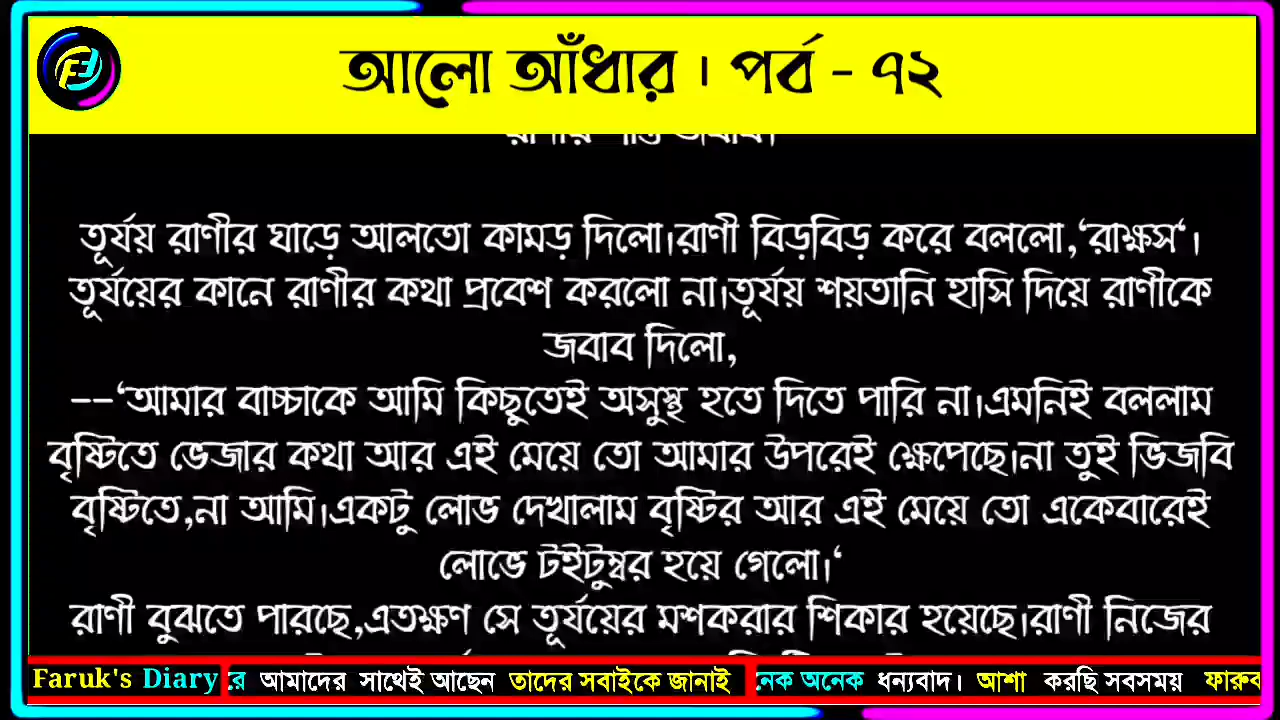 আলো আঁধার । পর্ব - ৭২
তূর্যয় রাণীর ঘাড়ে আলতো কামড় দিলো।রাণী বিড়বিড় করে বললো,‘রাক্ষস‘।
তূর্যয়ের কানে রাণীর কথা প্রবেশ করলো না।তূর্যয় শয়তানি হাসি দিয়ে রাণীকে
জবাব দিলো,
--‘আমার বাচ্চাকে আমি কিছুতেই অসুস্থ হতে দিতে পারি না।এমনিই বললাম
বৃষ্টিতে ভেজার কথা আর এই মেয়ে তো আমার উপরেই ক্ষেপেছে।না তুই ভিজবি
বৃষ্টিতে,না আমি।একটু লোভ দেখালাম বৃষ্টির আর এই মেয়ে তো একেবারেই
লোভে টইটুম্বর হয়ে গেলো।‘
রাণী বুঝতে পারছে,এতক্ষণ সে তূর্যয়ের মশকরার শিকার হয়েছে।রাণী নিজের
Faruk's Diary রে আমাদের সাথেই আছেন তাদের সবাইকে জানাই অনেক ধন্যবাদ। আশা করছি সবসময়